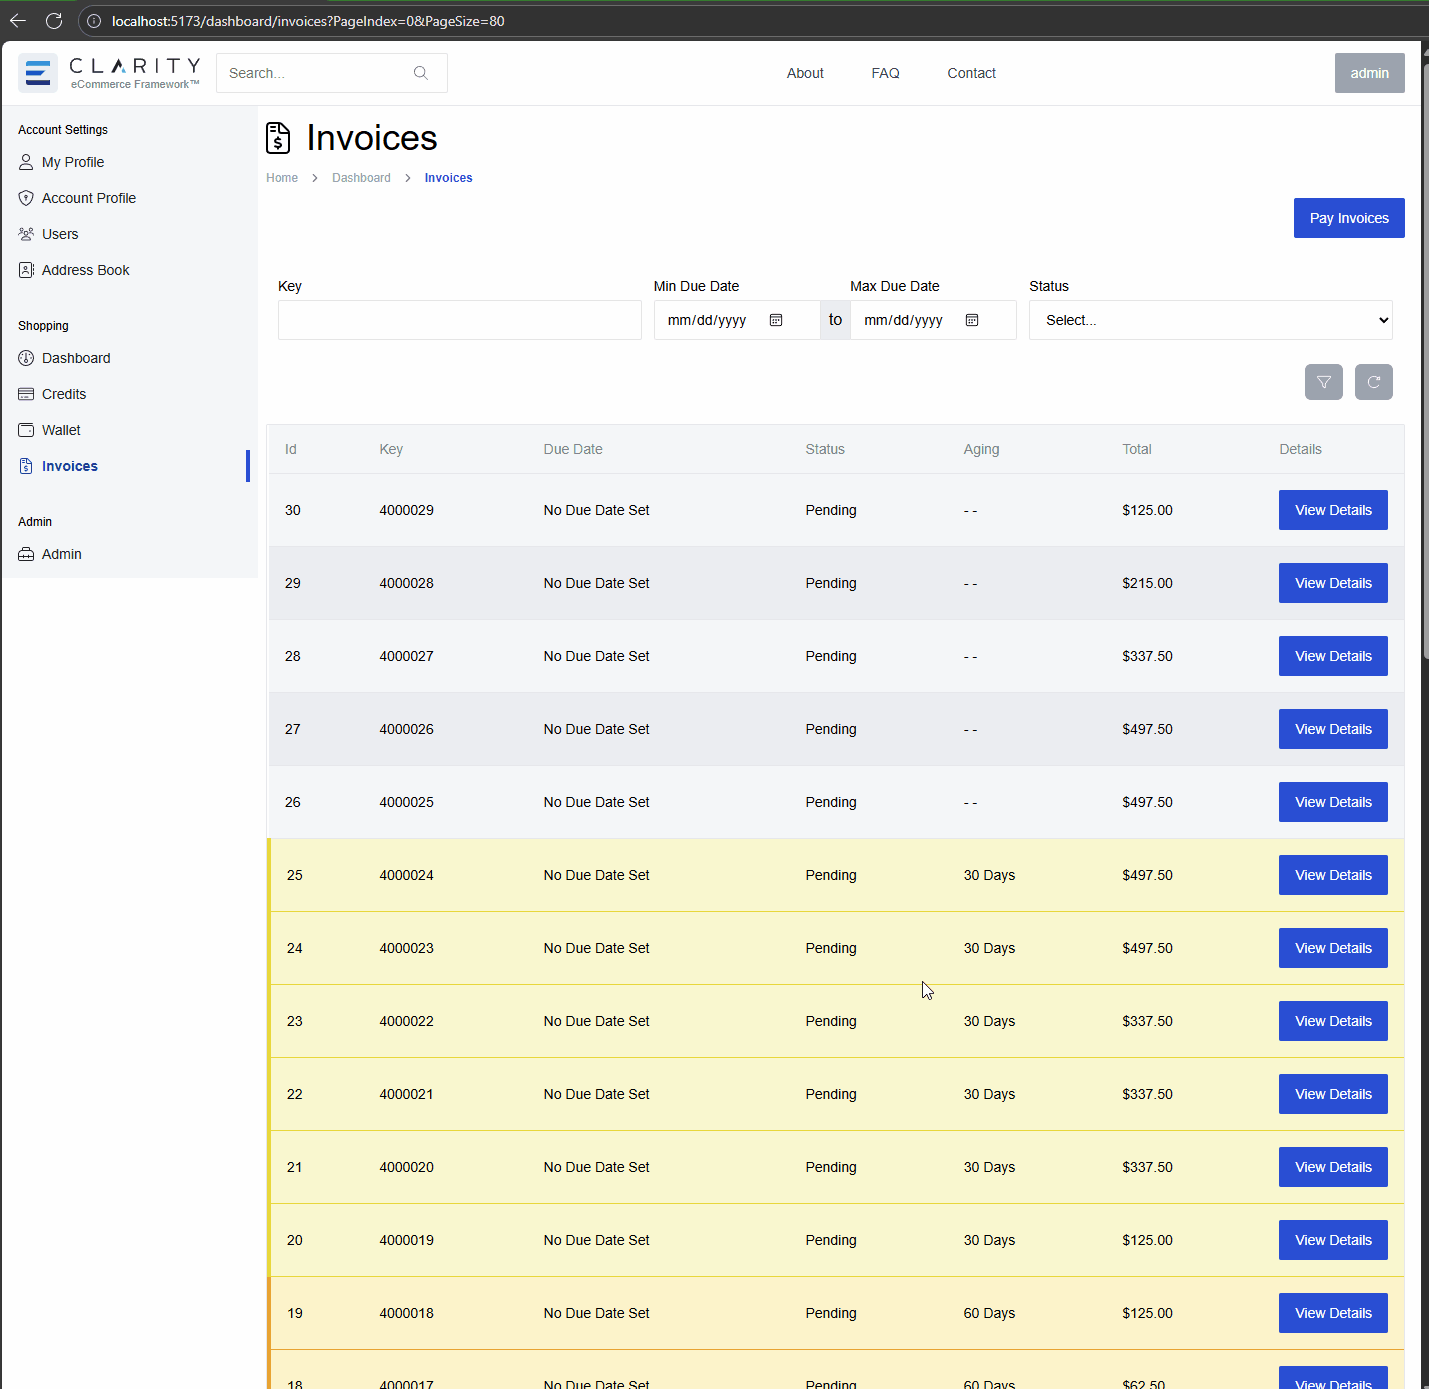 localhost:5173/dashboard/invoices?PageIndex=0&PageSize=80
CLARITY
eCommerce Framework™
Search...
About FAQ Contact
admin
Account Settings
My Profile
Account Profile
Users
Address Book
Shopping
Dashboard
Credits
Wallet
Invoices
Admin
Admin
Invoices
Home > Dashboard > Invoices
Pay Invoices
Key Min Due Date Max Due Date Status
mm/dd/yyyy to mm/dd/yyyy Select...
Id Key Due Date Status Aging Total Details
30 4000029 No Due Date Set Pending - - $125.00 View Details
29 4000028 No Due Date Set Pending - - $215.00 View Details
28 4000027 No Due Date Set Pending - - $337.50 View Details
27 4000026 No Due Date Set Pending - - $497.50 View Details
26 4000025 No Due Date Set Pending - - $497.50 View Details
25 4000024 No Due Date Set Pending 30 Days $497.50 View Details
24 4000023 No Due Date Set Pending 30 Days $497.50 View Details
23 4000022 No Due Date Set Pending 30 Days $337.50 View Details
22 4000021 No Due Date Set Pending 30 Days $337.50 View Details
21 4000020 No Due Date Set Pending 30 Days $337.50 View Details
20 4000019 No Due Date Set Pending 30 Days $125.00 View Details
19 4000018 No Due Date Set Pending 60 Days $125.00 View Details
18 4000017 No Due Date Set Pending 60 Days $62.50 View Details